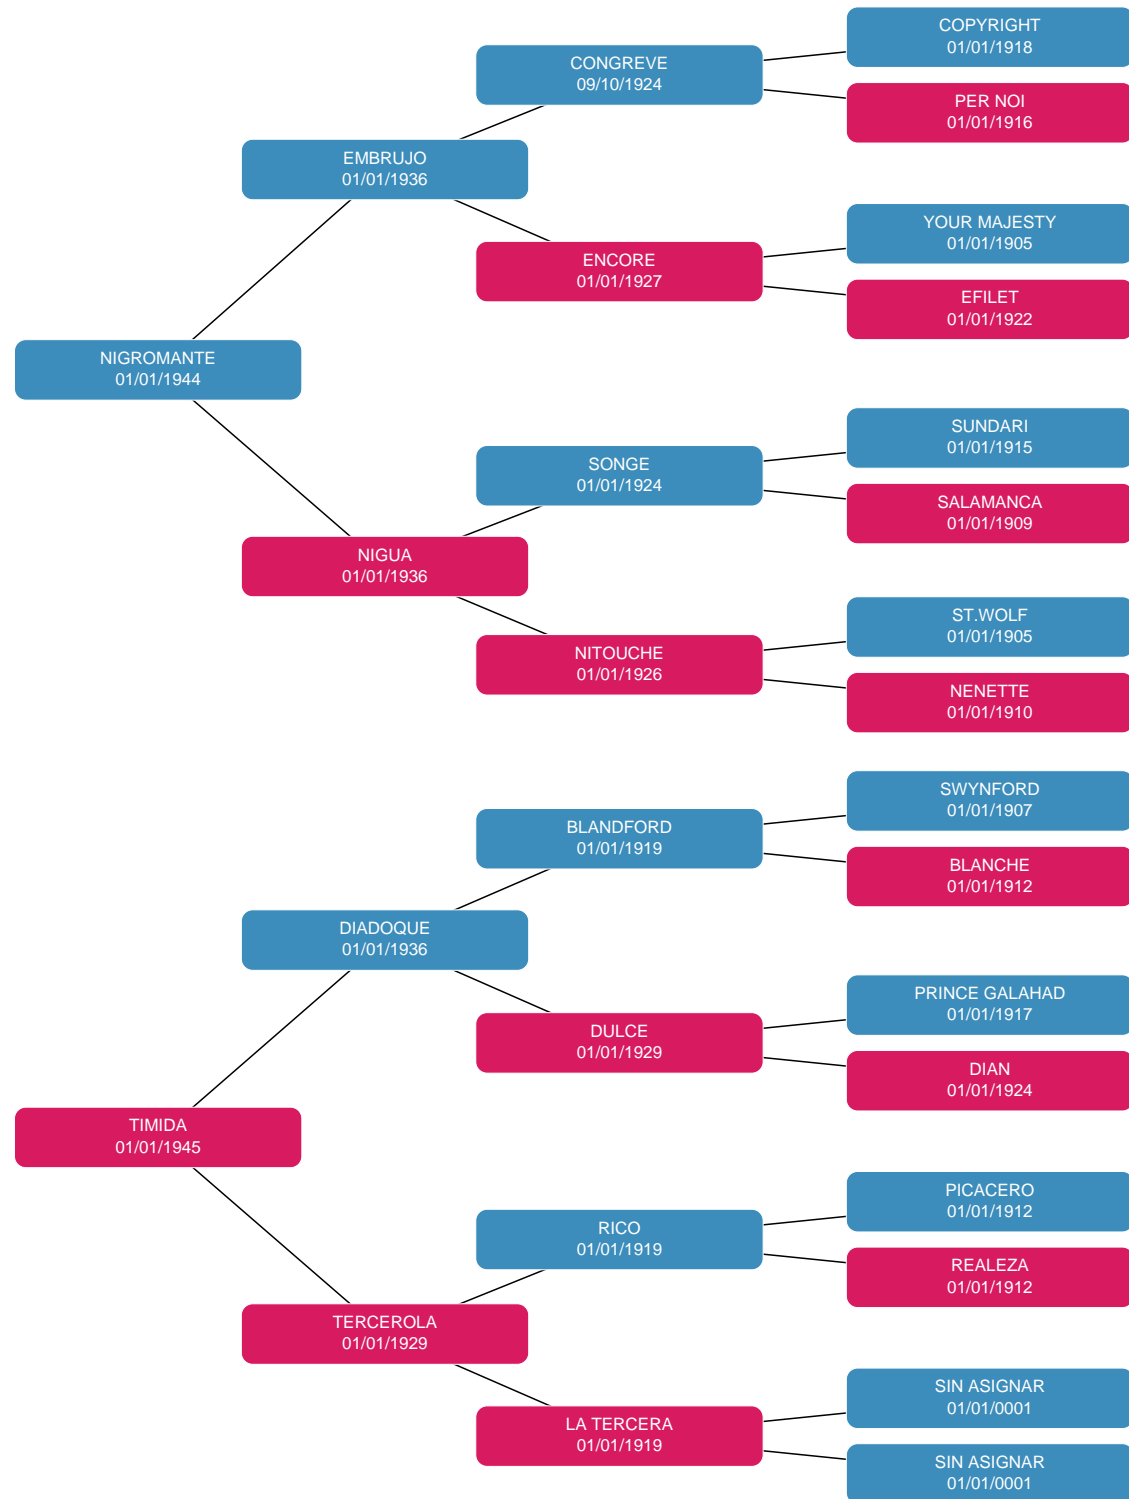 COPYRIGHT
01/01/1918
CONGREVE
09/10/1924
PER NOI
01/01/1916
EMBRUJO
01/01/1936
YOUR MAJESTY
01/01/1905
ENCORE
01/01/1927
EFILET
01/01/1922
NIGROMANTE
01/01/1944
SUNDARI
01/01/1915
SONGE
01/01/1924
SALAMANCA
01/01/1909
NIGUA
01/01/1936
ST.WOLF
01/01/1905
NITOUCHE
01/01/1926
NENETTE
01/01/1910
SWYNFORD
01/01/1907
BLANDFORD
01/01/1919
BLANCHE
01/01/1912
DIADOQUE
01/01/1936
PRINCE GALAHAD
01/01/1917
DULCE
01/01/1929
DIAN
01/01/1924
TIMIDA
01/01/1945
PICACERO
01/01/1912
RICO
01/01/1919
REALEZA
01/01/1912
TERCEROLA
01/01/1929
SIN ASIGNAR
01/01/0001
LA TERCERA
01/01/1919
SIN ASIGNAR
01/01/0001